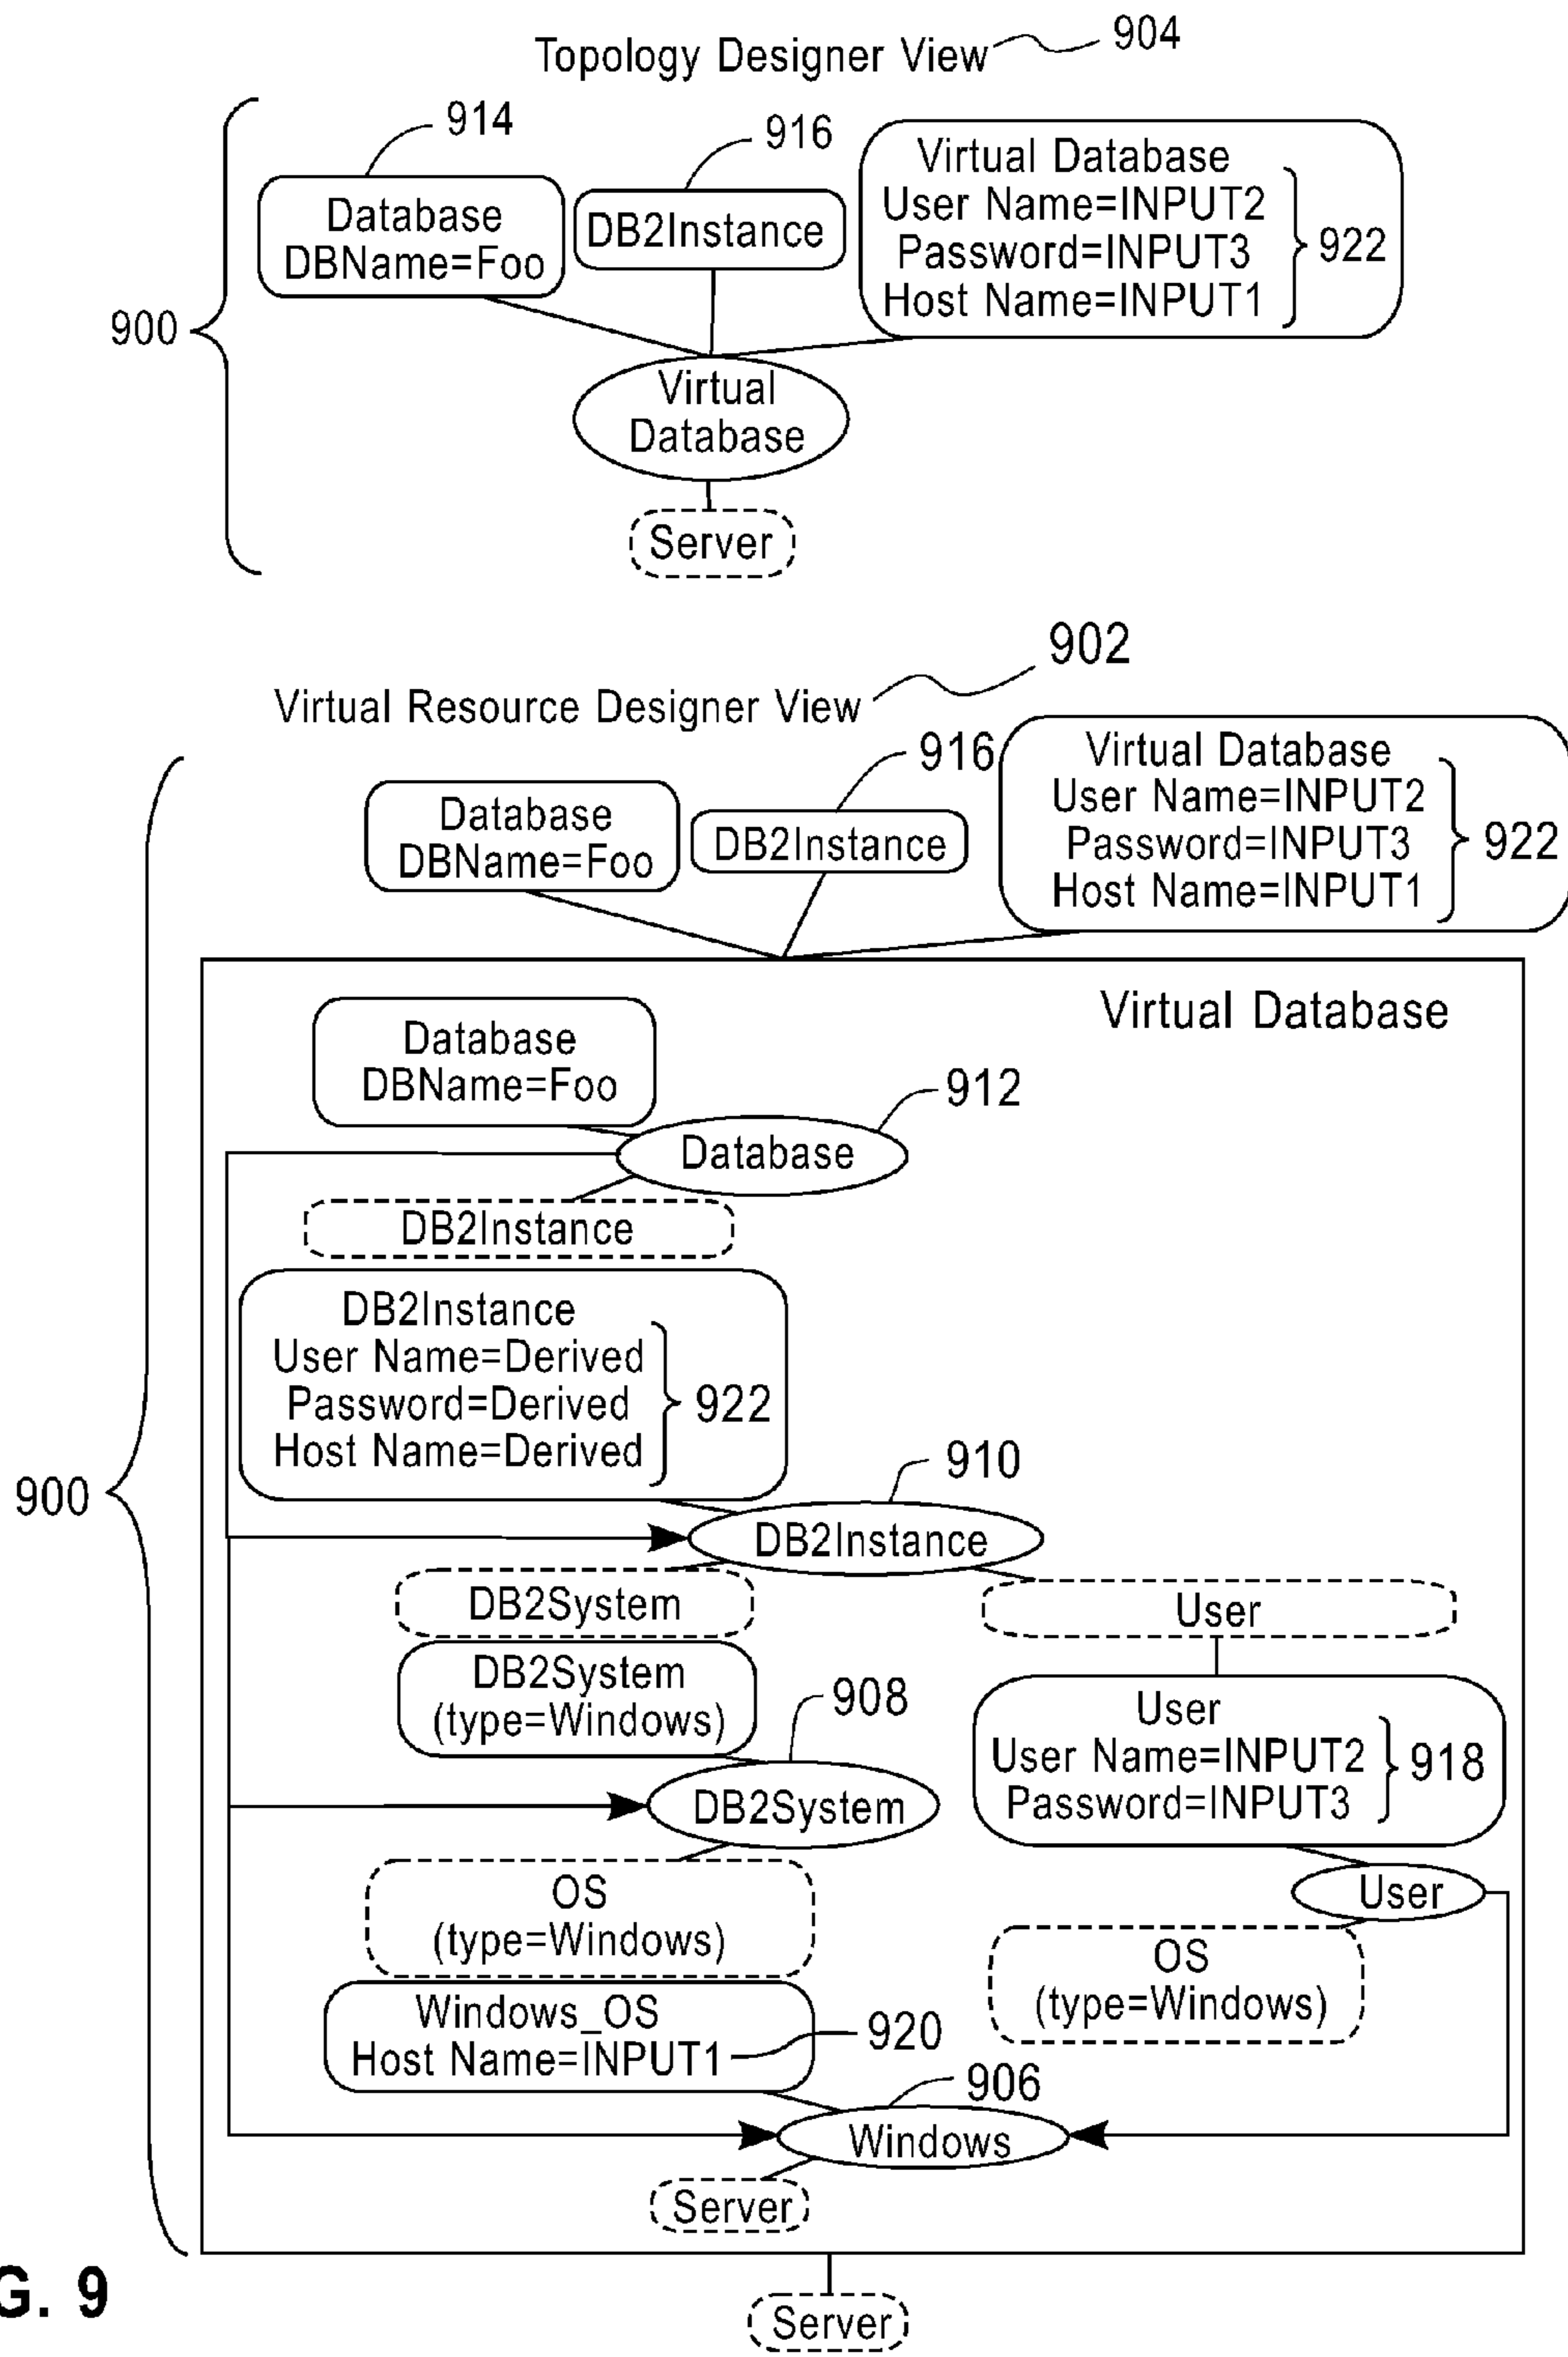 Topology Designer View
904
914
916
Database
DBName=Foo
DB2Instance
Virtual Database
User Name=INPUT2
Password=INPUT3
Host Name=INPUT1
922
900
Virtual
Database
Server
902
Virtual Resource Designer View
916
Database
DBName=Foo
DB2Instance
Virtual Database
User Name=INPUT2
Password=INPUT3
Host Name=INPUT1
922
Virtual Database
Database
DBName=Foo
912
Database
DB2Instance
DB2Instance
User Name=Derived
Password=Derived
Host Name=Derived
922
900
910
DB2Instance
DB2System
User
DB2System
(type=Windows)
908
User
User Name=INPUT2
Password=INPUT3
918
DB2System
OS
(type=Windows)
User
OS
(type=Windows)
Windows_OS
Host Name=INPUT1
920
906
Windows
Server
G. 9
Server